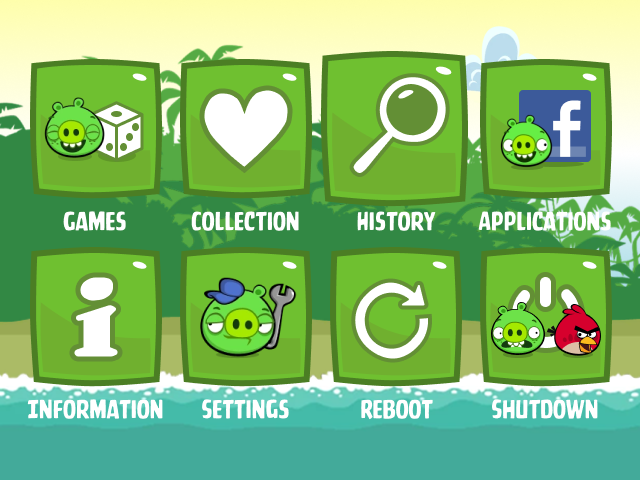 GAMES COLLECTION HISTORY APPLICATIONS
INFORMATION SETTINGS REBOOT SHUTDOWN